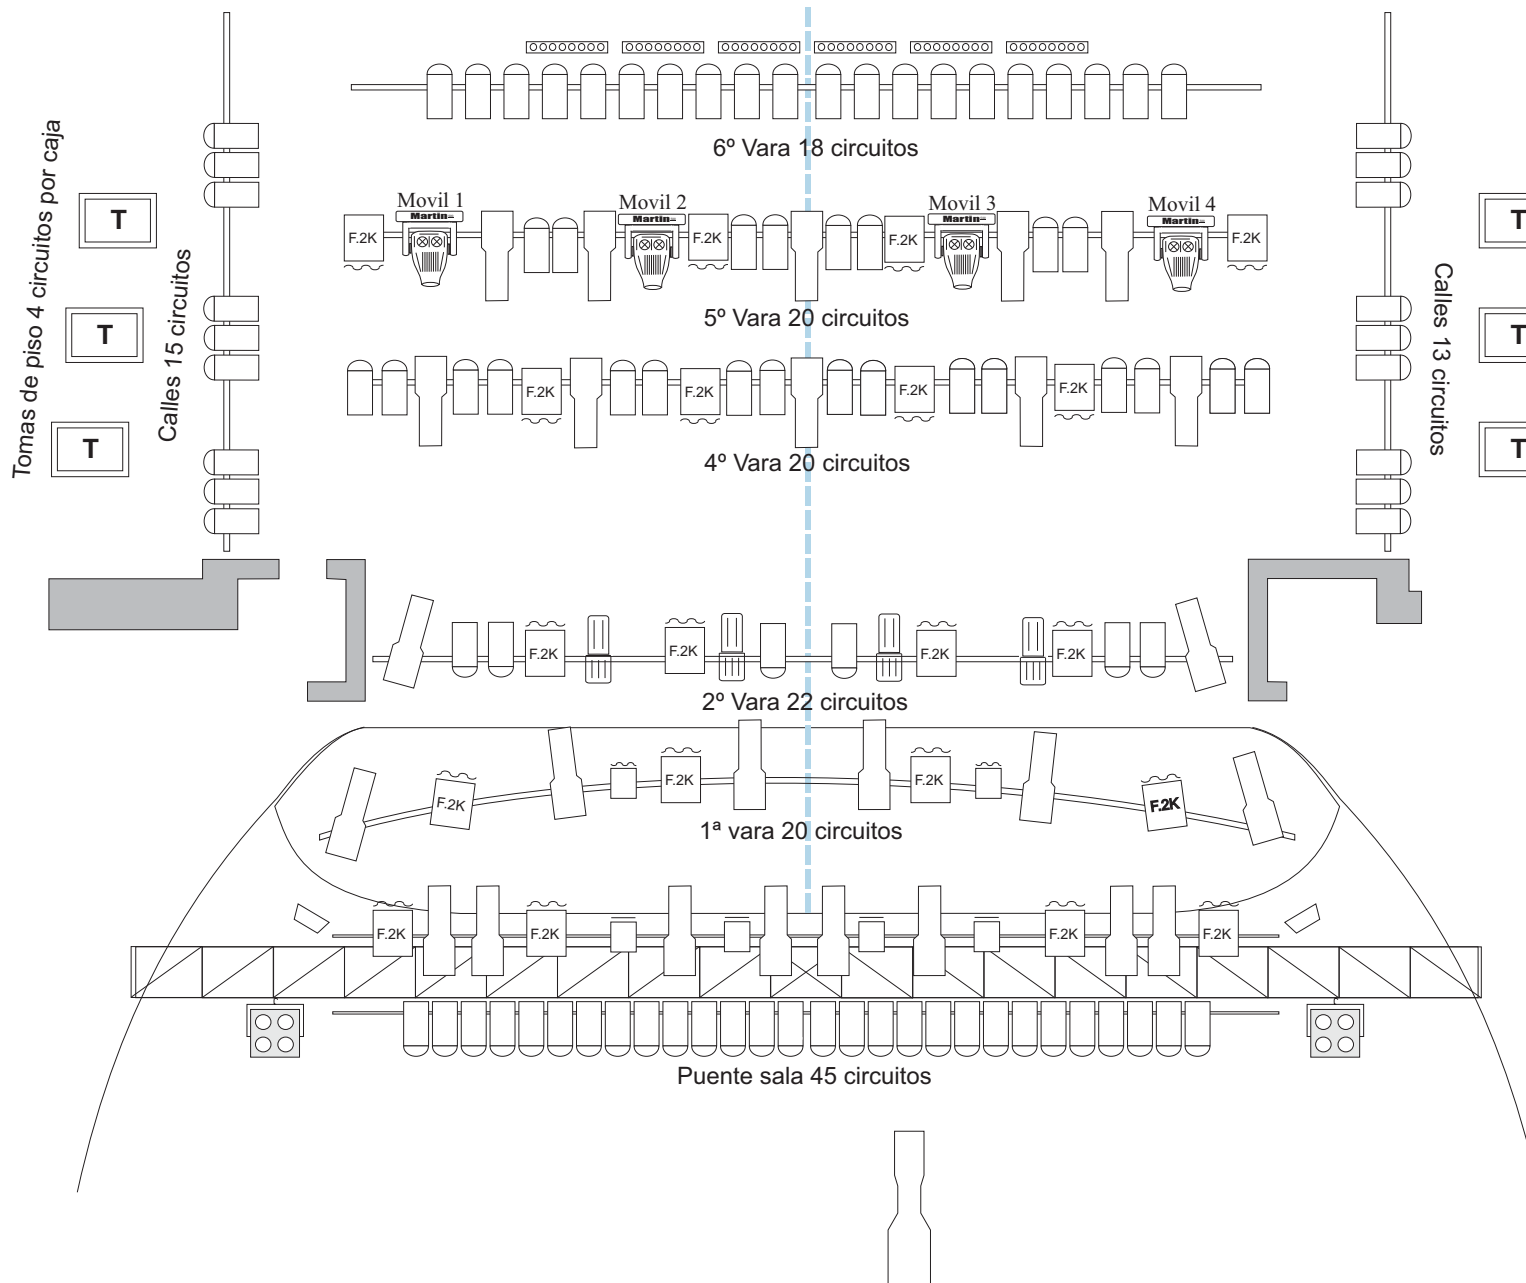 6º Vara 18 circuitos
Tomas de piso 4 circuitos por caja
Calles 15 circuitos
T
T
T
Movil 1
Movil 2
Movil 3
Movil 4
Martin
Martin
Martin
Martin
F.2K
F.2K
F.2K
F.2K
5º Vara 20 circuitos
Calles 13 circuitos
T
T
T
F.2K
F.2K
F.2K
F.2K
4º Vara 20 circuitos
F.2K
F.2K
F.2K
F.2K
2º Vara 22 circuitos
F.2K
F.2K
F.2K
F.2K
1ª vara 20 circuitos
F.2K
F.2K
F.2K
F.2K
Puente sala 45 circuitos